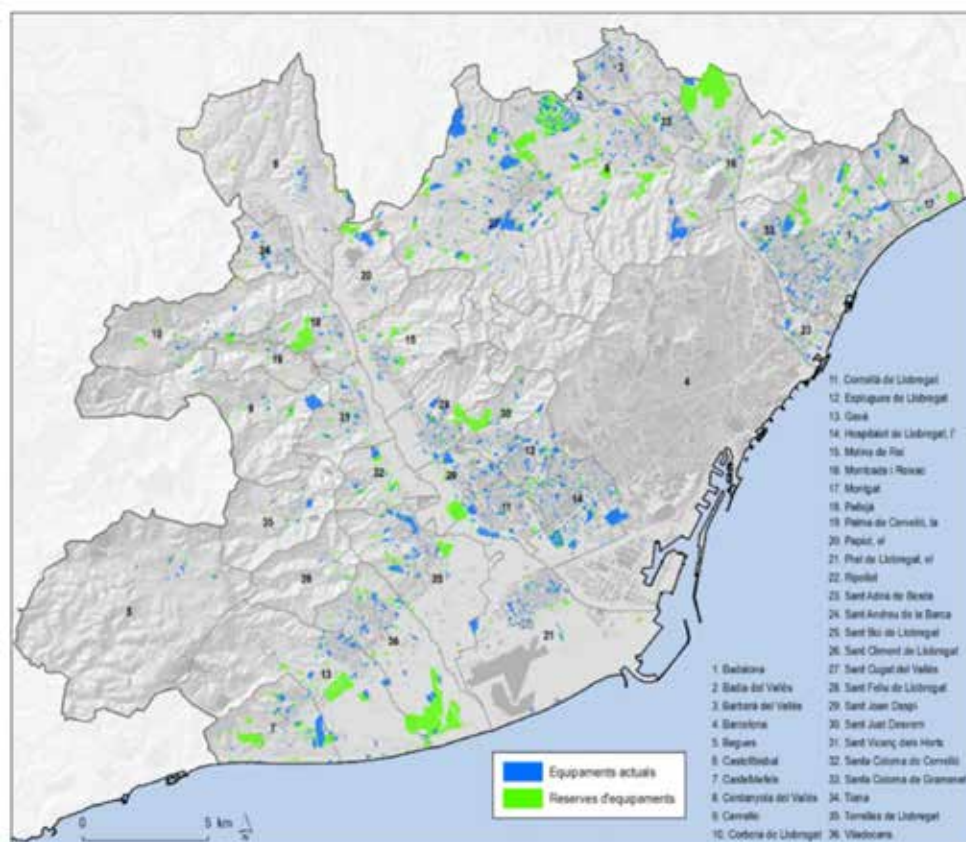 Equipaments actuals
Reserves d'equipaments
0 5 km
1. Badalona
2. Badia del Vallès
3. Barberà del Vallès
4. Barcelona
5. Begues
6. Castellbisbal
7. Castelldefels
8. Cerdanyola del Vallès
9. Cervelló
10. Corbera de Llobregat
11. Cornellà de Llobregat
12. Esplugues de Llobregat
13. Gavà
14. Hospitalet de Llobregat, l'
15. Molins de Rei
16. Montcada i Reixac
17. Montgat
18. Pallejà
19. Palma de Cervelló, la
20. Papiol, el
21. Prat de Llobregat, el
22. Ripollet
23. Sant Adrià de Besòs
24. Sant Andreu de la Barca
25. Sant Boi de Llobregat
26. Sant Climent de Llobregat
27. Sant Cugat del Vallès
28. Sant Feliu de Llobregat
29. Sant Joan Despí
30. Sant Just Desvern
31. Sant Vicenç dels Horts
32. Santa Coloma de Cervelló
33. Santa Coloma de Gramenet
34. Tiana
35. Torrelles de Llobregat
36. Viladecans